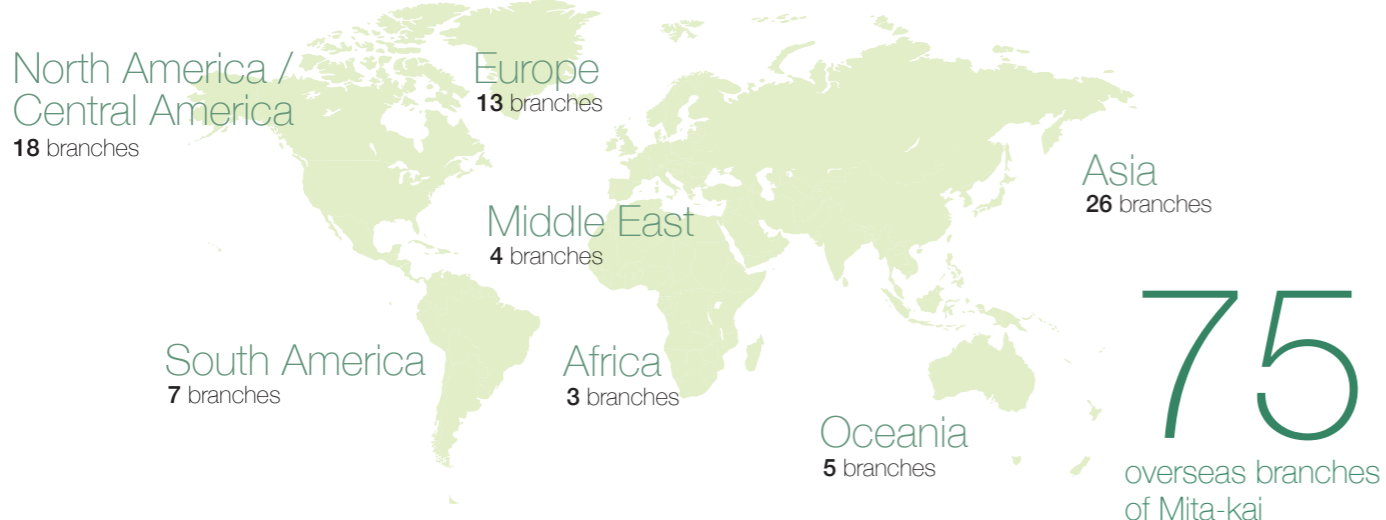 North America /
Central America
18 branches
Europe
13 branches
Middle East
4 branches
Asia
26 branches
South America
7 branches
Africa
3 branches
Oceania
5 branches
75
overseas branches
of Mita-kai